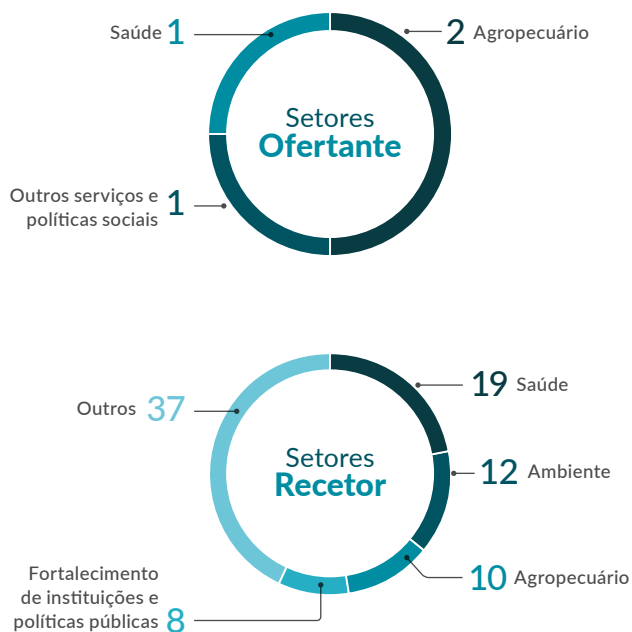 Saúde 1
2 Agropecuário
Setores
Ofertante
Outros serviços e
políticas sociais 1
19 Saúde
Outros 37
Setores
Recetor
12 Ambiente
10 Agropecuário
Fortalecimento
de instituições e
políticas públicas 8